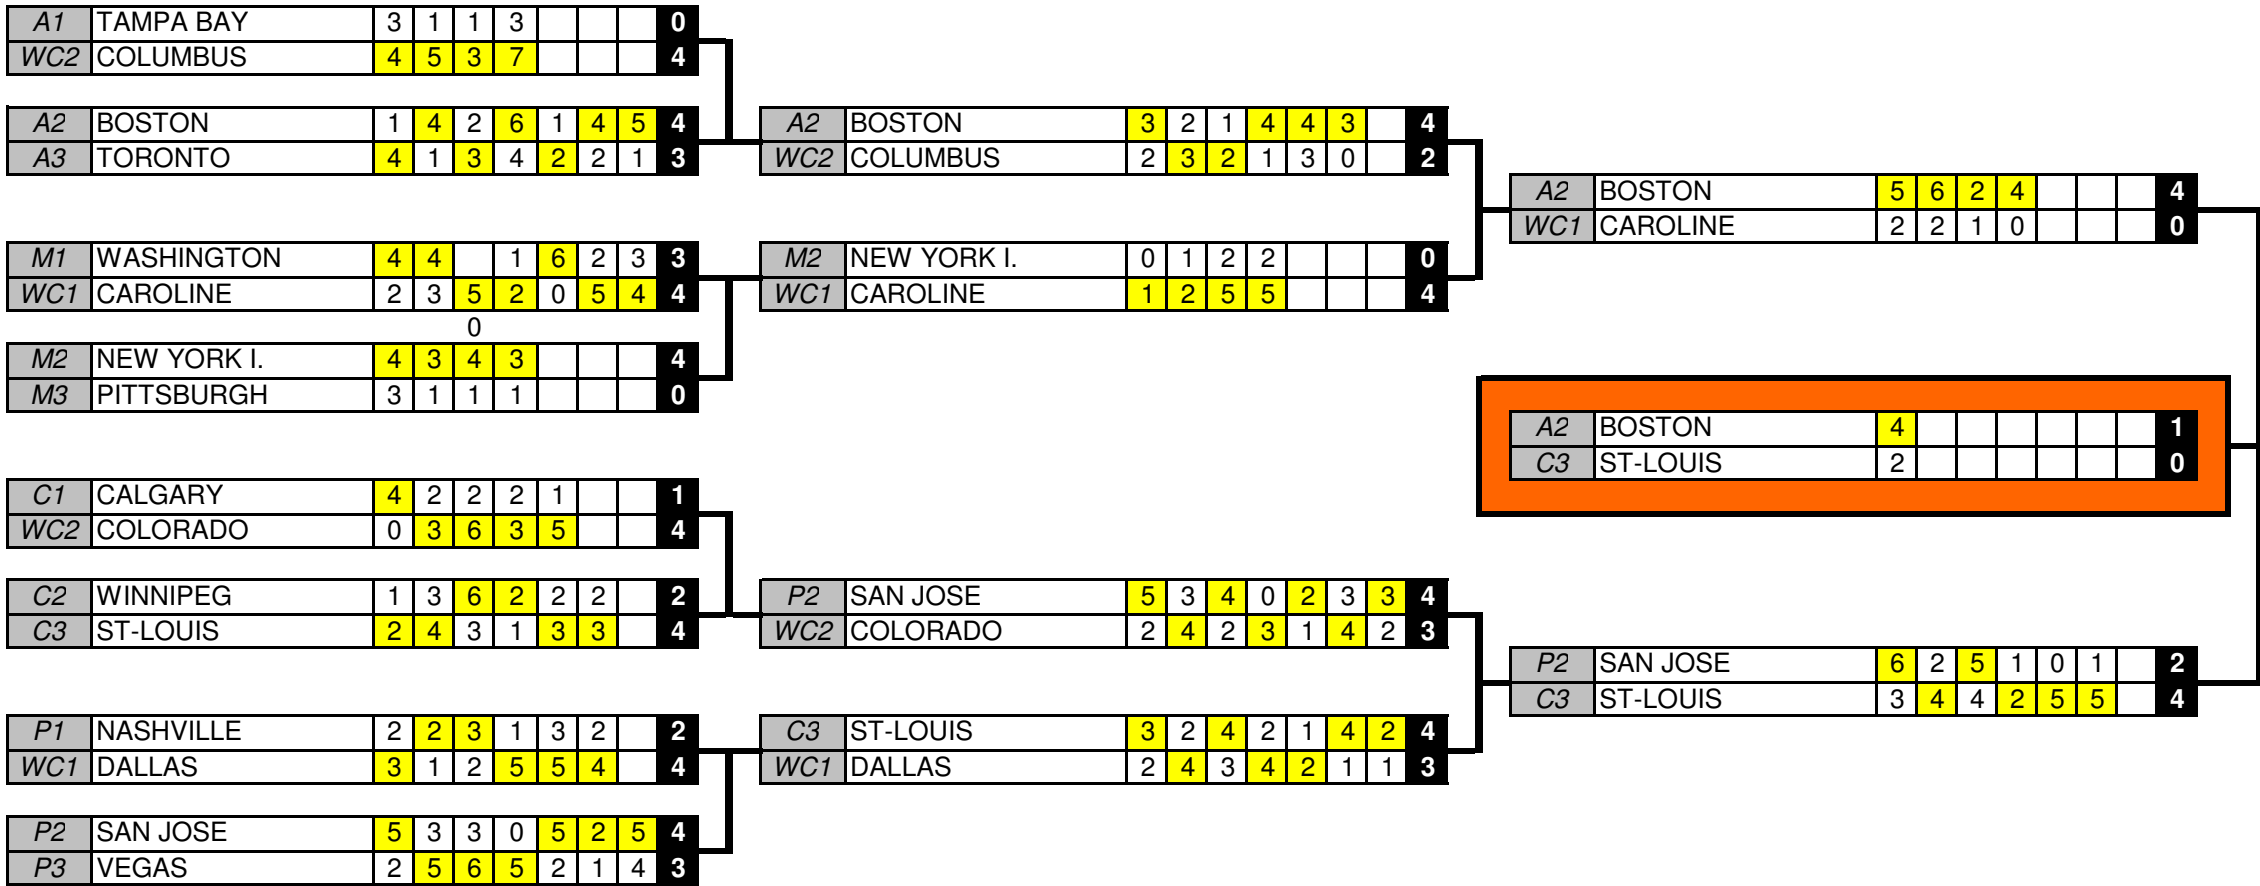 A1 TAMPA BAY 3 1 1 3 0
WC2 COLUMBUS 4 5 3 7 4
A2 BOSTON 1 4 2 6 1 4 5 4
A3 TORONTO 4 1 3 4 2 2 1 3
M1 WASHINGTON 4 4 1 6 2 3 3
WC1 CAROLINE 2 3 5 2 0 5 4 4
0
M2 NEW YORK I. 4 3 4 3 4
M3 PITTSBURGH 3 1 1 1 0
C1 CALGARY 4 2 2 2 1 1
WC2 COLORADO 0 3 6 3 5 4
C2 WINNIPEG 1 3 6 2 2 2 2
C3 ST-LOUIS 2 4 3 1 3 3 4
P1 NASHVILLE 2 2 3 1 3 2 2
WC1 DALLAS 3 1 2 5 5 4 4
P2 SAN JOSE 5 3 3 0 5 2 5 4
P3 VEGAS 2 5 6 5 2 1 4 3
A2 BOSTON 3 2 1 4 4 3 4
WC2 COLUMBUS 2 3 2 1 3 0 2
M2 NEW YORK I. 0 1 2 2 0
WC1 CAROLINE 1 2 5 5 4
P2 SAN JOSE 5 3 4 0 2 3 3 4
WC2 COLORADO 2 4 2 3 1 4 2 3
C3 ST-LOUIS 3 2 4 2 1 4 2 4
WC1 DALLAS 2 4 3 4 2 1 1 3
A2 BOSTON 5 6 2 4 4
WC1 CAROLINE 2 2 1 0 0
A2 BOSTON 4 1
C3 ST-LOUIS 2 0
P2 SAN JOSE 6 2 5 1 0 1 2
C3 ST-LOUIS 3 4 4 2 5 5 4